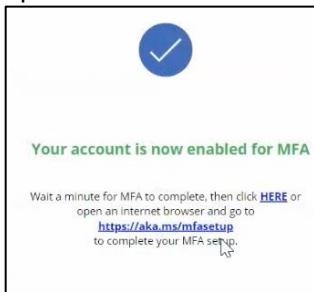 Your account is now enabled for MFA
Wait a minute for MFA to complete, then click HERE or
open an internet browser and go to
https://aka.ms/mfasetup
to complete your MFA setup.